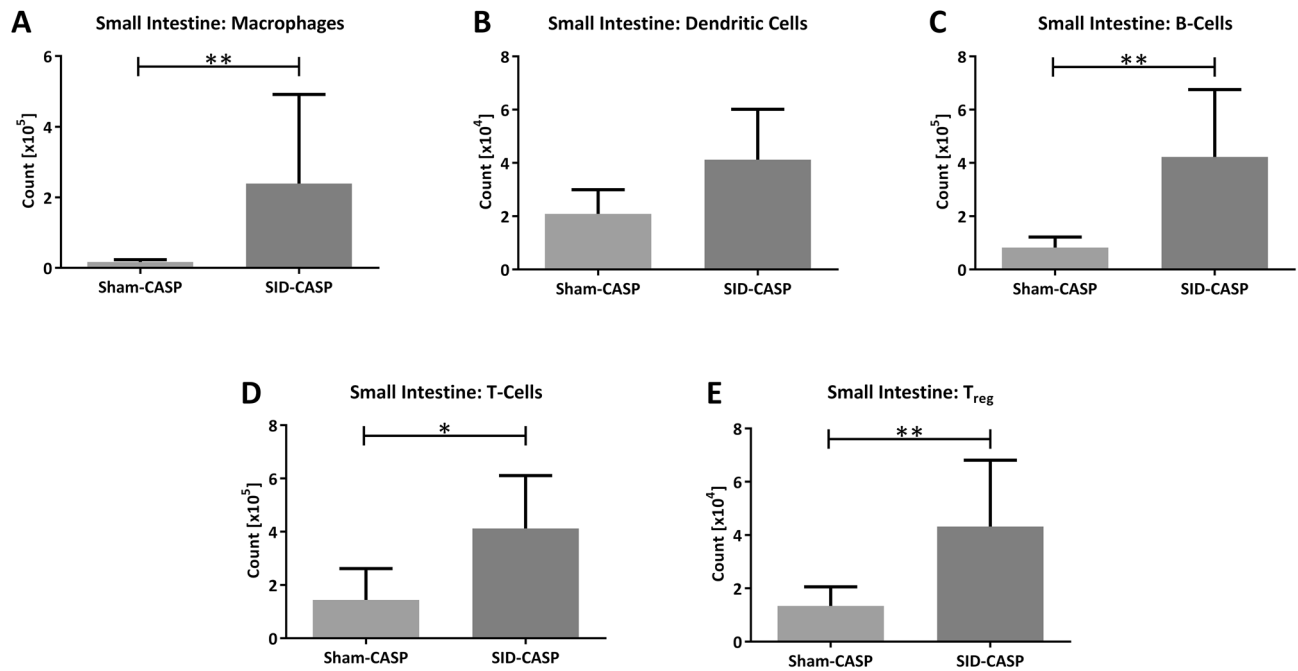 A
Small Intestine: Macrophages
**
6
4
2
0
Count [x10⁵]
Sham-CASP
SID-CASP
B
Small Intestine: Dendritic Cells
8
6
4
2
0
Count [x10⁴]
Sham-CASP
SID-CASP
C
Small Intestine: B-Cells
**
8
6
4
2
0
Count [x10⁵]
Sham-CASP
SID-CASP
D
Small Intestine: T-Cells
*
8
6
4
2
0
Count [x10⁵]
Sham-CASP
SID-CASP
E
Small Intestine: Treg
**
8
6
4
2
0
Count [x10⁴]
Sham-CASP
SID-CASP